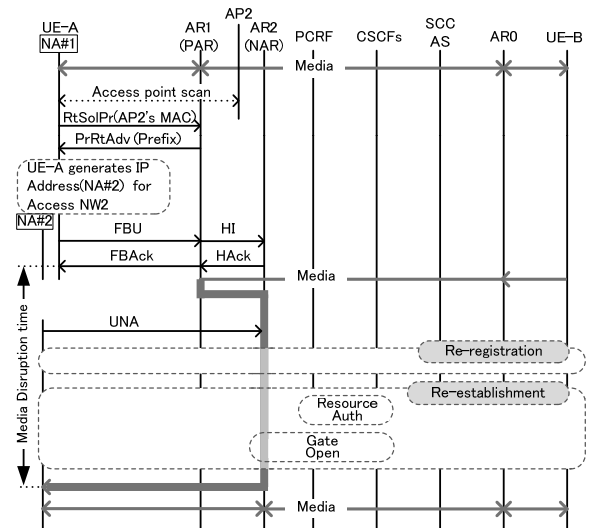 UE-A
NA#1
AR1
(PAR)
AP2
AR2
(NAR)
PCRF
CSCFs
SCC
AS
AR0
UE-B
Media
Access point scan
RtSolPr(AP2's MAC)
PrRtAdv (Prefix)
UE-A generates IP
Address(NA#2) for
Access NW2
NA#2
FBU
HI
FBAck
HAck
Media
Media Disruption time
UNA
Re-registration
Re-establishment
Resource
Auth
Gate
Open
Media